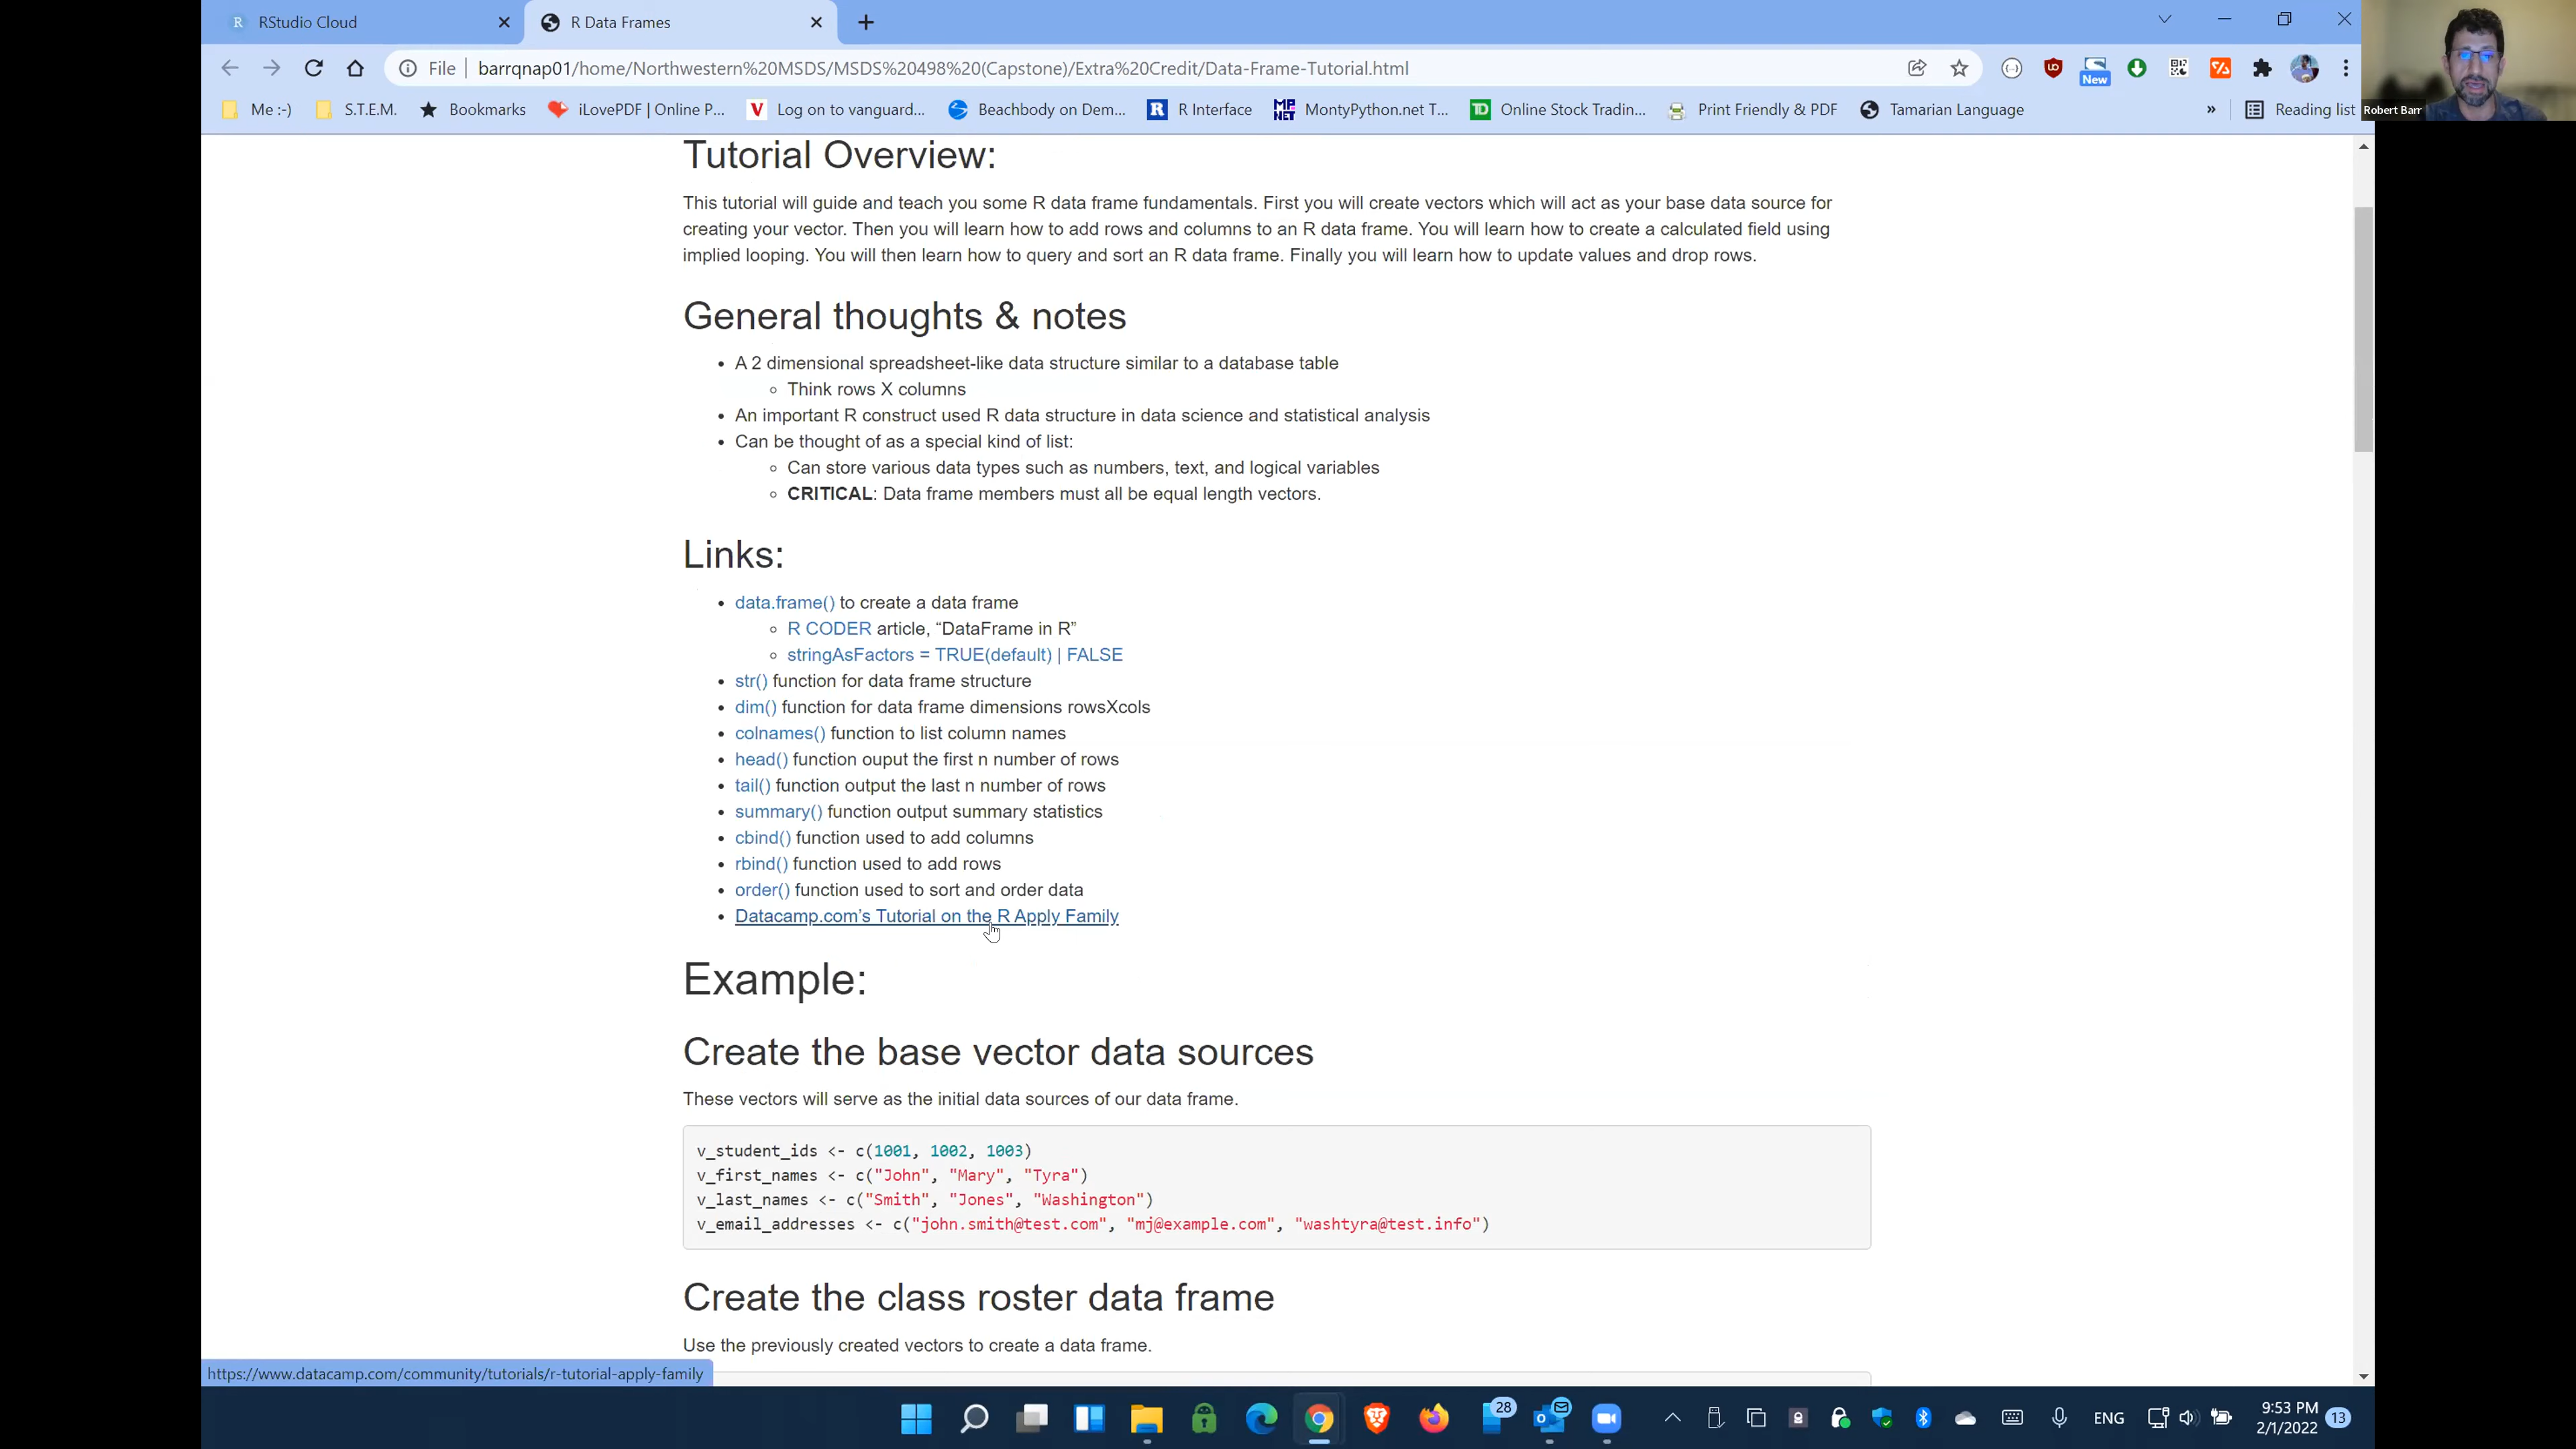 RStudio Cloud
R Data Frames
File | barrqnap01/home/Northwestern%20MSDS/MSDS%20498%20(Capstone)/Extra%20Credit/Data-Frame-Tutorial.html
New
Me :-) S.T.E.M. Bookmarks iLovePDF | Online P... Log on to vanguard... Beachbody on Dem... R Interface MontyPython.net T... Online Stock Tradin... Print Friendly & PDF Tamarian Language » Reading list
Robert Barr
Tutorial Overview:
This tutorial will guide and teach you some R data frame fundamentals. First you will create vectors which will act as your base data source for
creating your vector. Then you will learn how to add rows and columns to an R data frame. You will learn how to create a calculated field using
implied looping. You will then learn how to query and sort an R data frame. Finally you will learn how to update values and drop rows.
General thoughts & notes
• A 2 dimensional spreadsheet-like data structure similar to a database table
◦ Think rows X columns
• An important R construct used R data structure in data science and statistical analysis
• Can be thought of as a special kind of list:
◦ Can store various data types such as numbers, text, and logical variables
◦ CRITICAL: Data frame members must all be equal length vectors.
Links:
• data.frame() to create a data frame
◦ R CODER article, “DataFrame in R”
◦ stringAsFactors = TRUE(default) | FALSE
• str() function for data frame structure
• dim() function for data frame dimensions rowsXcols
• colnames() function to list column names
• head() function ouput the first n number of rows
• tail() function output the last n number of rows
• summary() function output summary statistics
• cbind() function used to add columns
• rbind() function used to add rows
• order() function used to sort and order data
• Datacamp.com’s Tutorial on the R Apply Family
Example:
Create the base vector data sources
These vectors will serve as the initial data sources of our data frame.
v_student_ids <- c(1001, 1002, 1003)
v_first_names <- c("John", "Mary", "Tyra")
v_last_names <- c("Smith", "Jones", "Washington")
v_email_addresses <- c("john.smith@test.com", "mj@example.com", "washtyra@test.info")
Create the class roster data frame
Use the previously created vectors to create a data frame.
https://www.datacamp.com/community/tutorials/r-tutorial-apply-family
28
ENG
9:53 PM
2/1/2022
13